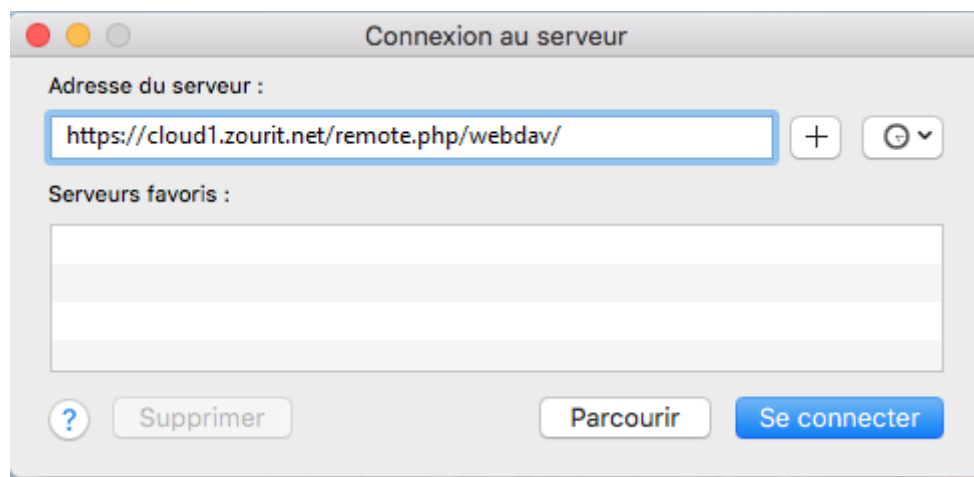 Connexion au serveur
Adresse du serveur :
https://cloud1.zourit.net/remote.php/webdav/
Serveurs favoris :
? Supprimer Parcourir Se connecter